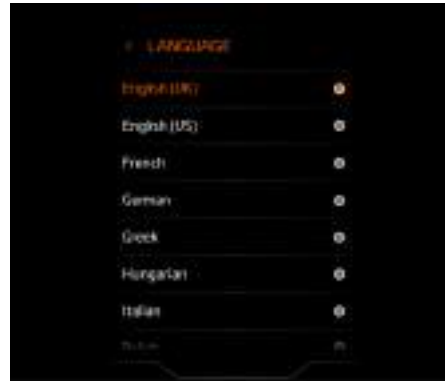 LANGUAGE
English (UK)
English (US)
French
German
Greek
Hungarian
Italian